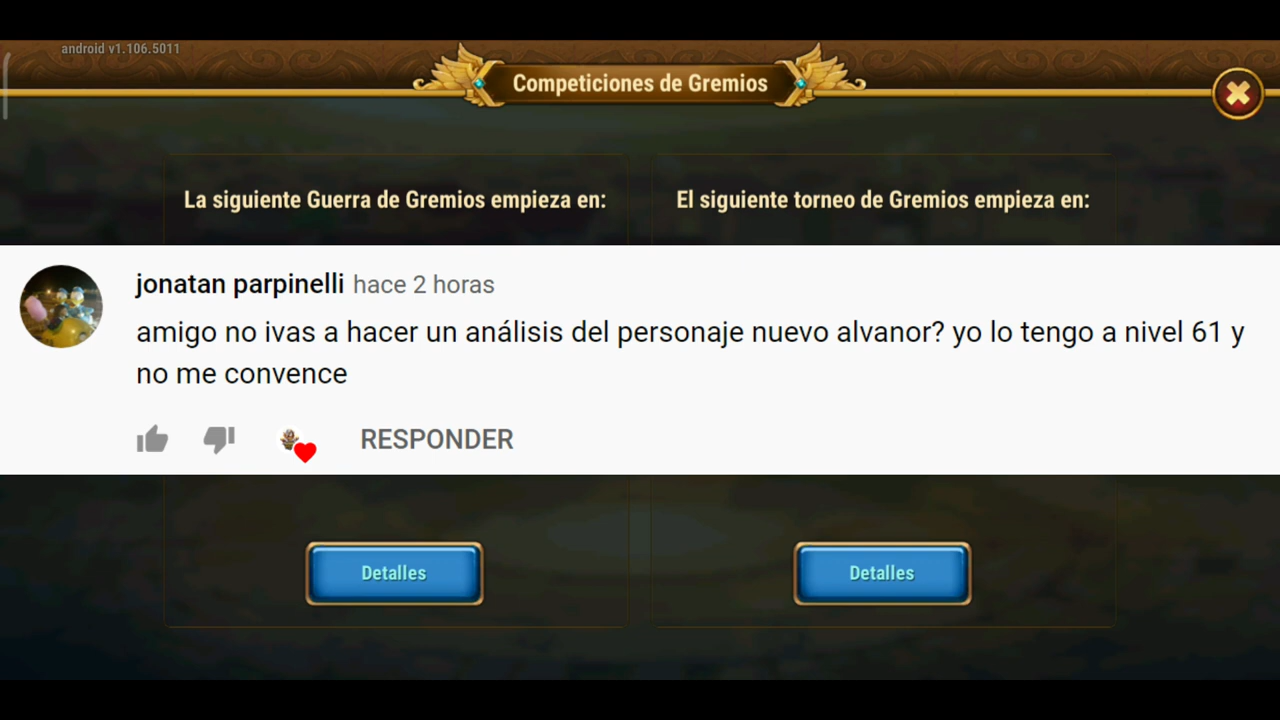 android v1.106.5011
Competiciones de Gremios
La siguiente Guerra de Gremios empieza en:
El siguiente torneo de Gremios empieza en:
jonatan parpinelli hace 2 horas
amigo no ivas a hacer un análisis del personaje nuevo alvanor? yo lo tengo a nivel 61 y
no me convence
RESPONDER
Detalles
Detalles